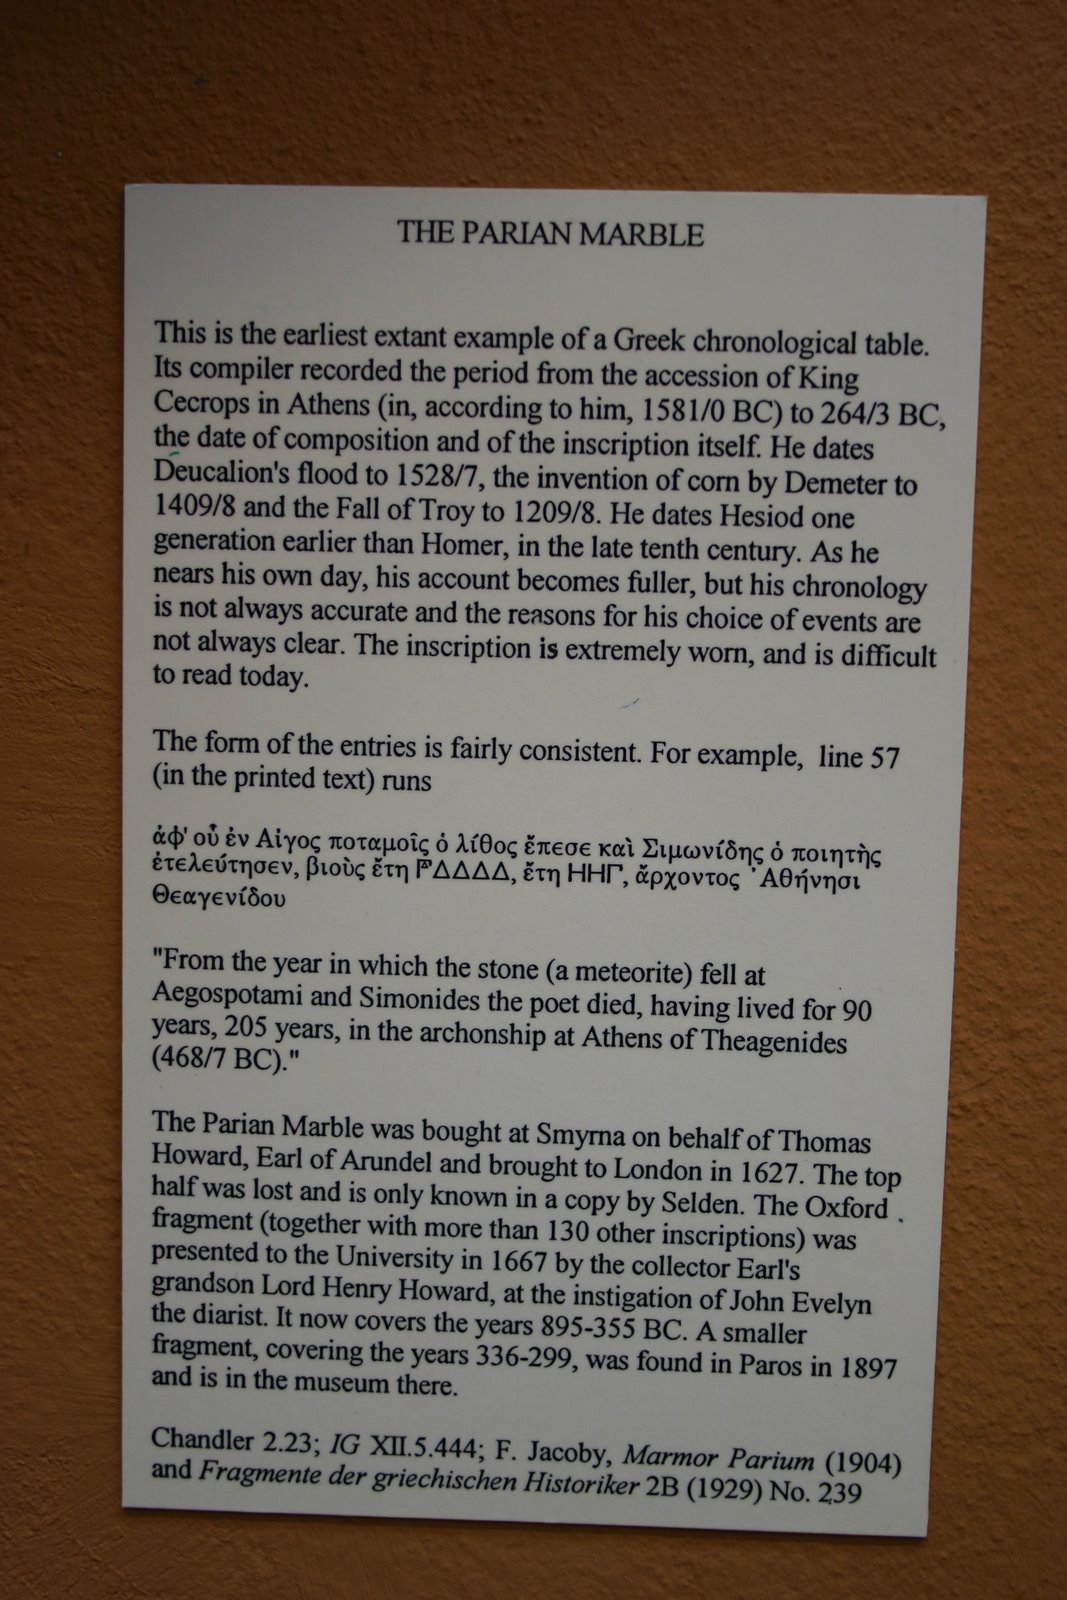 THE PARIAN MARBLE
This is the earliest extant example of a Greek chronological table.
Its compiler recorded the period from the accession of King
Cecrops in Athens (in, according to him, 1581/0 BC) to 264/3 BC,
the date of composition and of the inscription itself. He dates
Deucalion's flood to 1528/7, the invention of corn by Demeter to
1409/8 and the Fall of Troy to 1209/8. He dates Hesiod one
generation earlier than Homer, in the late tenth century. As he
nears his own day, his account becomes fuller, but his chronology
is not always accurate and the reasons for his choice of events are
not always clear. The inscription is extremely worn, and is difficult
to read today.
The form of the entries is fairly consistent. For example, line 57
(in the printed text) runs
ἀφ' οὗ ἐν Αἰγος ποταμοῖς ὁ λίθος ἔπεσε καὶ Σιμωνίδης ὁ ποιητὴς
ἐτελεύτησεν, βιοὺς ἔτη 𐅄ΔΔΔΔ, ἔτη ΗΗΓ, ἄρχοντος ᾿Αθήνησι
Θεαγενίδου
"From the year in which the stone (a meteorite) fell at
Aegospotami and Simonides the poet died, having lived for 90
years, 205 years, in the archonship at Athens of Theagenides
(468/7 BC)."
The Parian Marble was bought at Smyrna on behalf of Thomas
Howard, Earl of Arundel and brought to London in 1627. The top
half was lost and is only known in a copy by Selden. The Oxford
fragment (together with more than 130 other inscriptions) was
presented to the University in 1667 by the collector Earl's
grandson Lord Henry Howard, at the instigation of John Evelyn
the diarist. It now covers the years 895-355 BC. A smaller
fragment, covering the years 336-299, was found in Paros in 1897
and is in the museum there.
Chandler 2.23; IG XII.5.444; F. Jacoby, Marmor Parium (1904)
and Fragmente der griechischen Historiker 2B (1929) No. 239